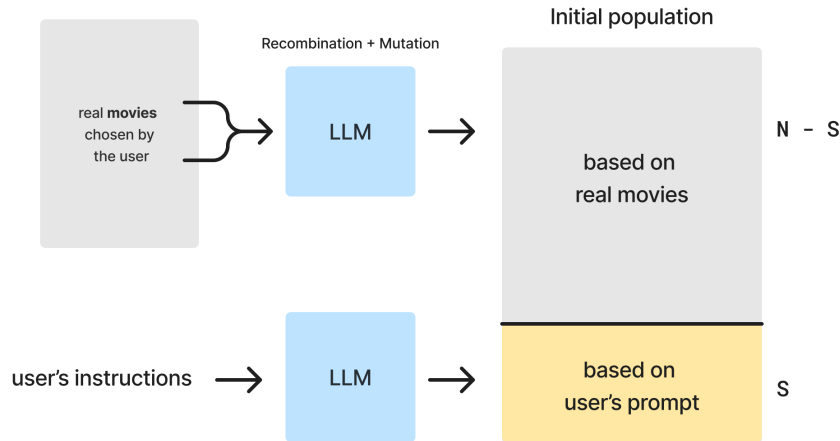 Initial population
Recombination + Mutation
real movies
chosen by
the user
LLM
based on
real movies
N - S
user’s instructions
LLM
based on
user’s prompt
S